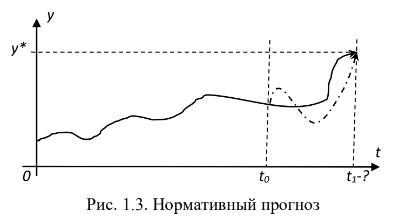 y
y*
t
0
t₀
t₁-?
Рис. 1.3. Нормативный прогноз